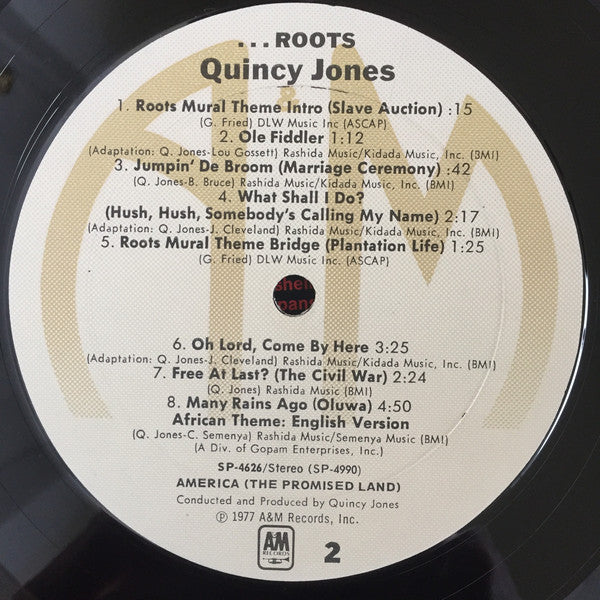 ...ROOTS
Quincy Jones
1. Roots Mural Theme Intro (Slave Auction) :15
(G. Fried) DLW Music Inc (ASCAP)
2. Ole Fiddler 1:12
(Adaptation: Q. Jones-Lou Gossett) Rashida Music/Kidada Music, Inc. (BMI)
3. Jumpin' De Broom (Marriage Ceremony) :42
(Q. Jones-B. Bruce) Rashida Music/Kidada Music, Inc. (BMI)
4. What Shall I Do?
(Hush, Hush, Somebody's Calling My Name) 2:17
(Adaptation: Q. Jones-J. Cleveland) Rashida Music/Kidada Music, Inc. (BMI)
5. Roots Mural Theme Bridge (Plantation Life) 1:25
(G. Fried) DLW Music Inc. (ASCAP)
6. Oh Lord, Come By Here 3:25
(Adaptation: Q. Jones-J. Cleveland) Rashida Music/Kidada Music, Inc. (BMI)
7. Free At Last? (The Civil War) 2:24
(Q. Jones) Rashida Music/Kidada Music, Inc. (BMI)
8. Many Rains Ago (Oluwa) 4:50
African Theme: English Version
(Q. Jones-C. Semenya) Rashida Music/Semenya Music (BMI)
(A Div. of Gopam Enterprises, Inc.)
SP-4626/Stereo (SP-4990)
AMERICA (THE PROMISED LAND)
Conducted and Produced by Quincy Jones
℗ 1977 A&M Records, Inc.
A&M
RECORDS
2